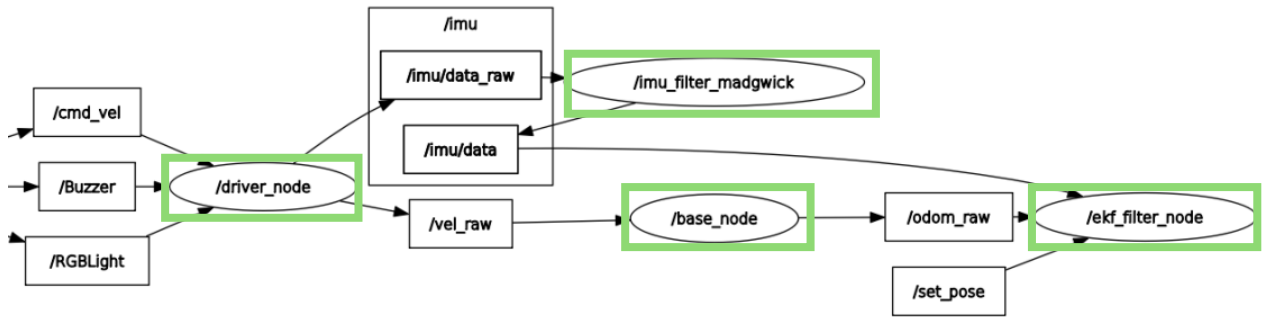 /imu
/imu/data_raw
/imu_filter_madgwick
/cmd_vel
/imu/data
/Buzzer
/driver_node
/vel_raw
/base_node
/odom_raw
/ekf_filter_node
/RGBLight
/set_pose